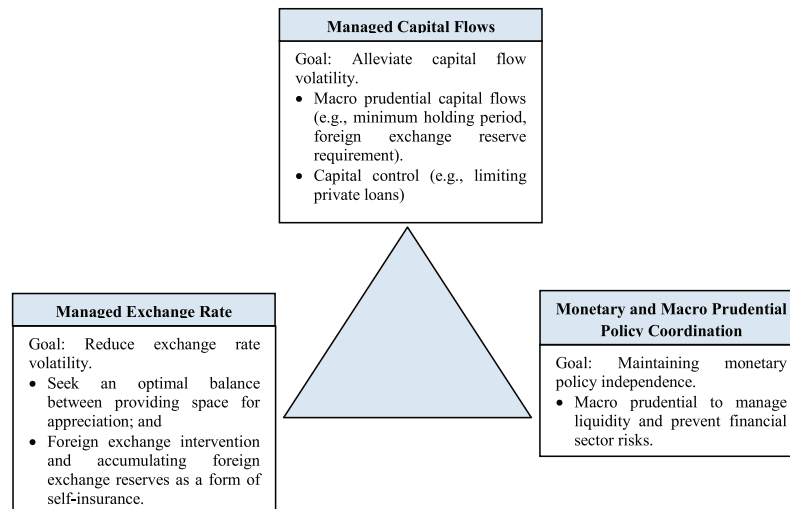 Managed Capital Flows
Goal: Alleviate capital flow
volatility.
• Macro prudential capital flows
(e.g., minimum holding period,
foreign exchange reserve
requirement).
• Capital control (e.g., limiting
private loans)
Managed Exchange Rate
Goal: Reduce exchange rate
volatility.
• Seek an optimal balance
between providing space for
appreciation; and
• Foreign exchange intervention
and accumulating foreign
exchange reserves as a form of
self-insurance.
Monetary and Macro Prudential
Policy Coordination
Goal: Maintaining monetary
policy independence.
• Macro prudential to manage
liquidity and prevent financial
sector risks.